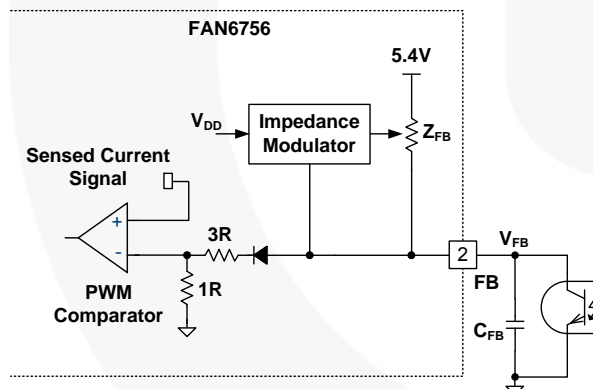 FAN6756
5.4V
VDD
Impedance
Modulator
ZFB
Sensed Current
Signal
+
-
3R
1R
PWM
Comparator
2
FB
VFB
CFB